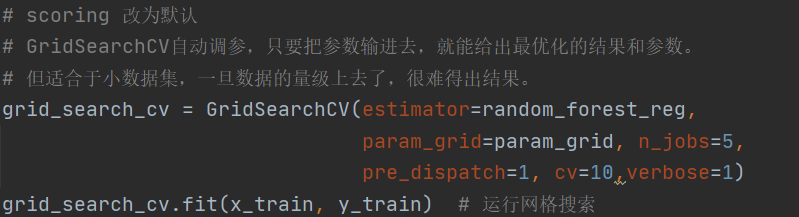 # scoring 改为默认
# GridSearchCV自动调参，只要把参数输进去，就能给出最优化的结果和参数。
# 但适合于小数据集，一旦数据的量级上去了，很难得出结果。
grid_search_cv = GridSearchCV(estimator=random_forest_reg,
param_grid=param_grid, n_jobs=5,
pre_dispatch=1, cv=10,verbose=1)
grid_search_cv.fit(x_train, y_train)  # 运行网格搜索